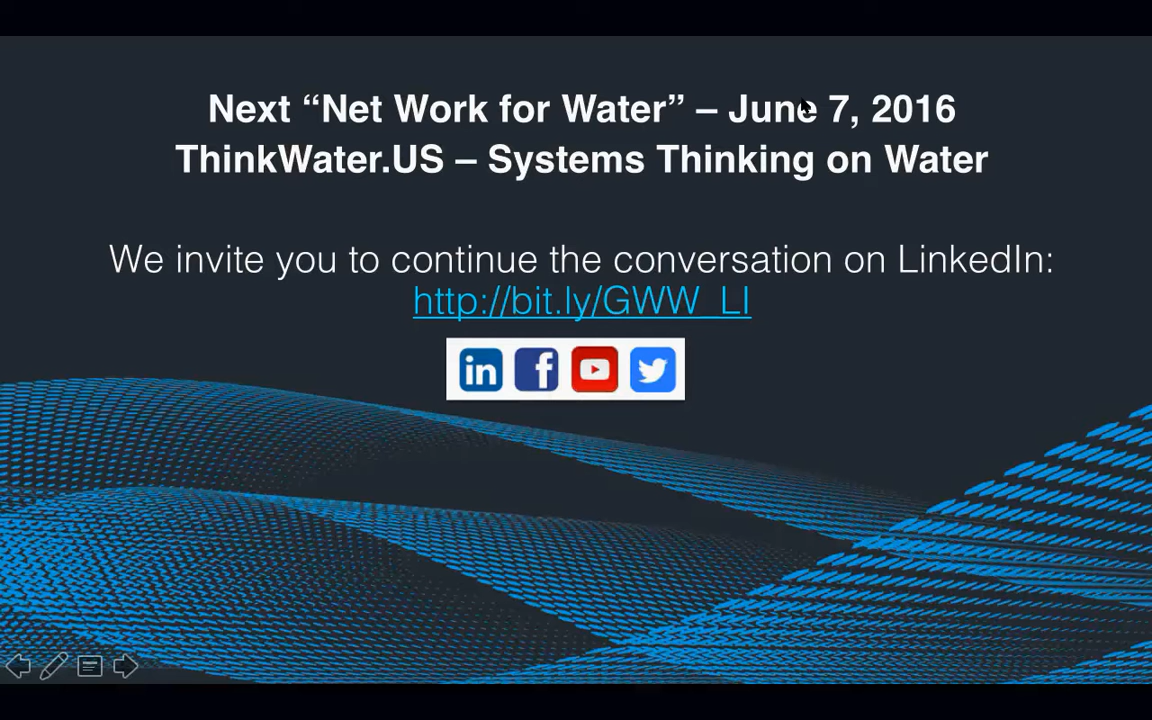 Next “Net Work for Water” – June 7, 2016
ThinkWater.US – Systems Thinking on Water
We invite you to continue the conversation on LinkedIn:
http://bit.ly/GWW_LI
in f